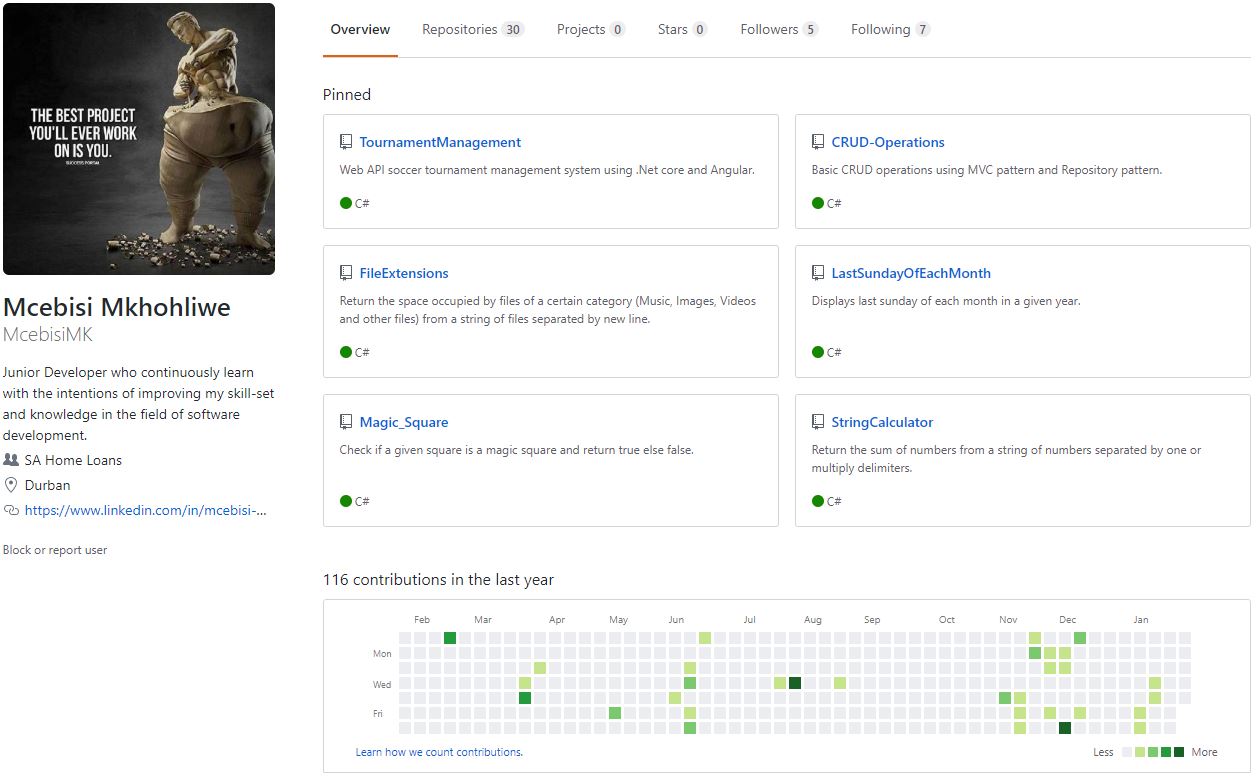 THE BEST PROJECT
YOU'LL EVER WORK
ON IS YOU.
SUCCESS PORTAL
Mcebisi Mkhohliwe
McebisiMK
Junior Developer who continuously learn
with the intentions of improving my skill-set
and knowledge in the field of software
development.
SA Home Loans
Durban
https://www.linkedin.com/in/mcebisi-...
Block or report user
Overview Repositories 30 Projects 0 Stars 0 Followers 5 Following 7
Pinned
TournamentManagement
Web API soccer tournament management system using .Net core and Angular.
C#
CRUD-Operations
Basic CRUD operations using MVC pattern and Repository pattern.
C#
FileExtensions
Return the space occupied by files of a certain category (Music, Images, Videos
and other files) from a string of files separated by new line.
C#
LastSundayOfEachMonth
Displays last sunday of each month in a given year.
C#
Magic_Square
Check if a given square is a magic square and return true else false.
C#
StringCalculator
Return the sum of numbers from a string of numbers separated by one or
multiply delimiters.
C#
116 contributions in the last year
Feb Mar Apr May Jun Jul Aug Sep Oct Nov Dec Jan
Mon
Wed
Fri
Learn how we count contributions.
Less More